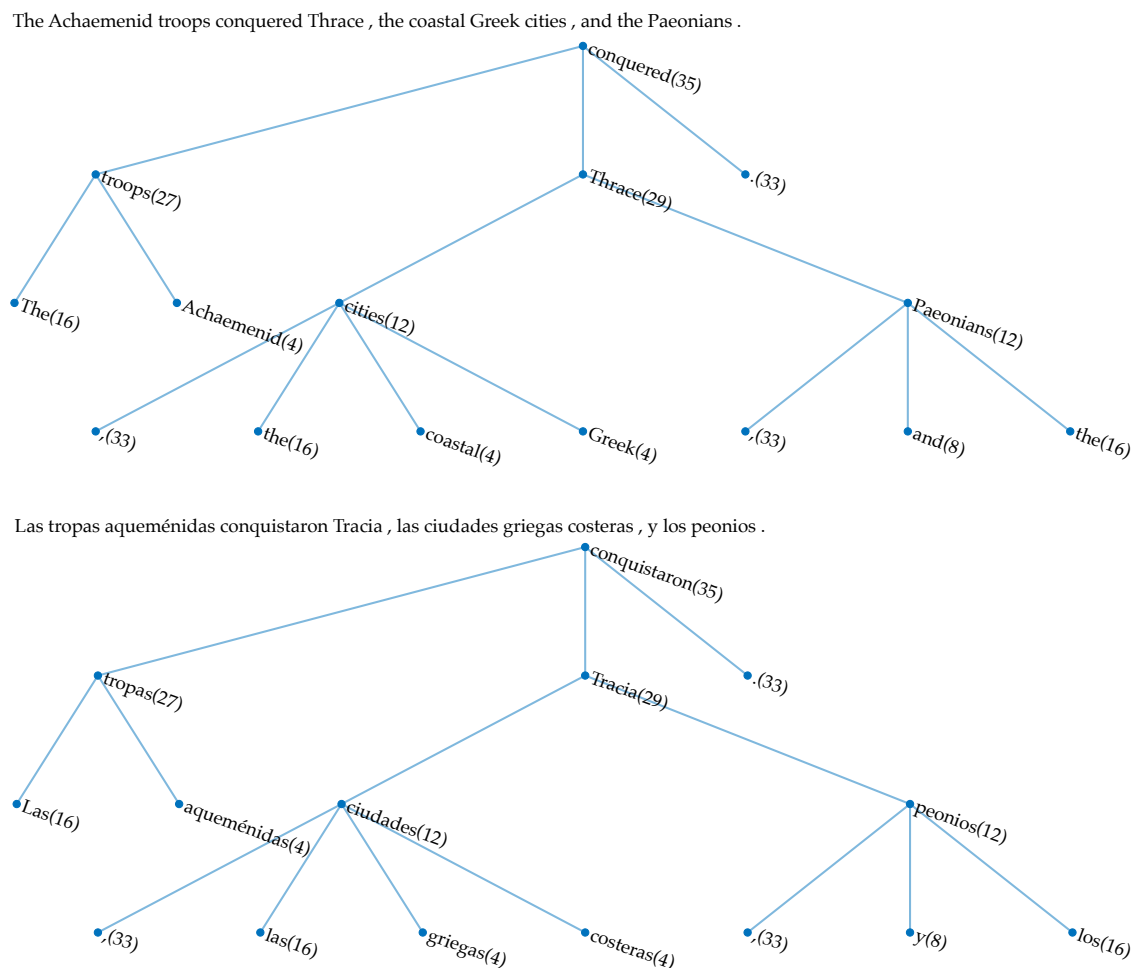 The Achaemenid troops conquered Thrace , the coastal Greek cities , and the Paeonians .
conquered(35)
troops(27)
Thrace(29)
.(33)
The(16)
Achaemenid(4)
cities(12)
Paeonians(12)
,(33)
the(16)
coastal(4)
Greek(4)
,(33)
and(8)
the(16)
Las tropas aqueménidas conquistaron Tracia , las ciudades griegas costeras , y los peonios .
conquistaron(35)
tropas(27)
Tracia(29)
.(33)
Las(16)
aqueménidas(4)
ciudades(12)
peonios(12)
,(33)
las(16)
griegas(4)
costeras(4)
,(33)
y(8)
los(16)